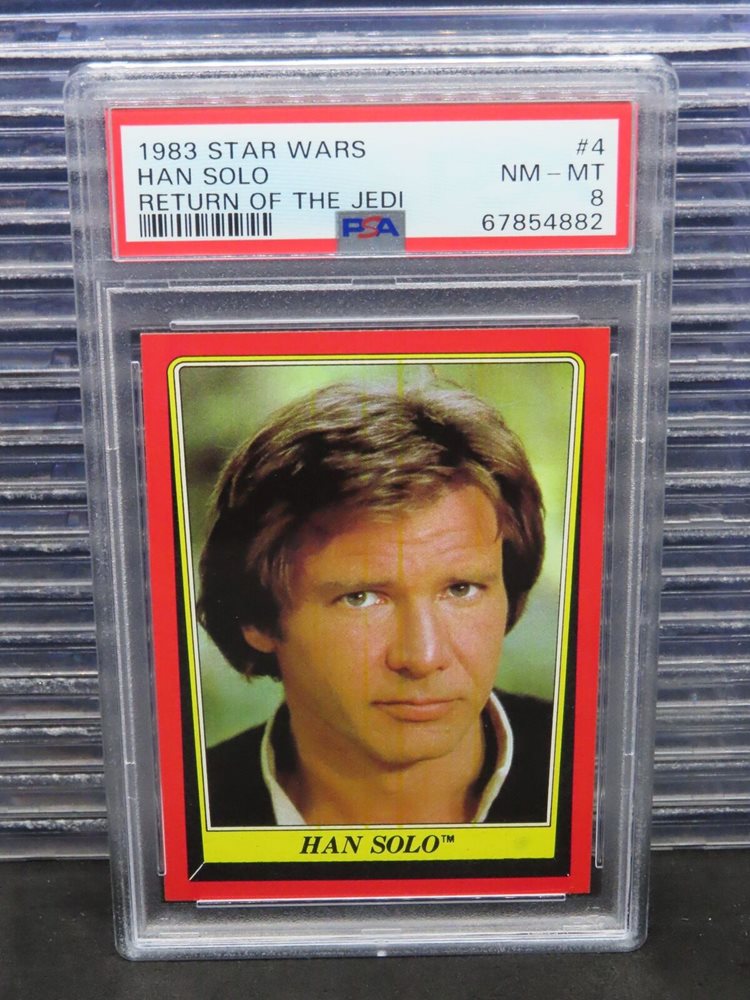 1983 STAR WARS #4
HAN SOLO NM – MT
RETURN OF THE JEDI 8
PSA 67854882
HAN SOLO™